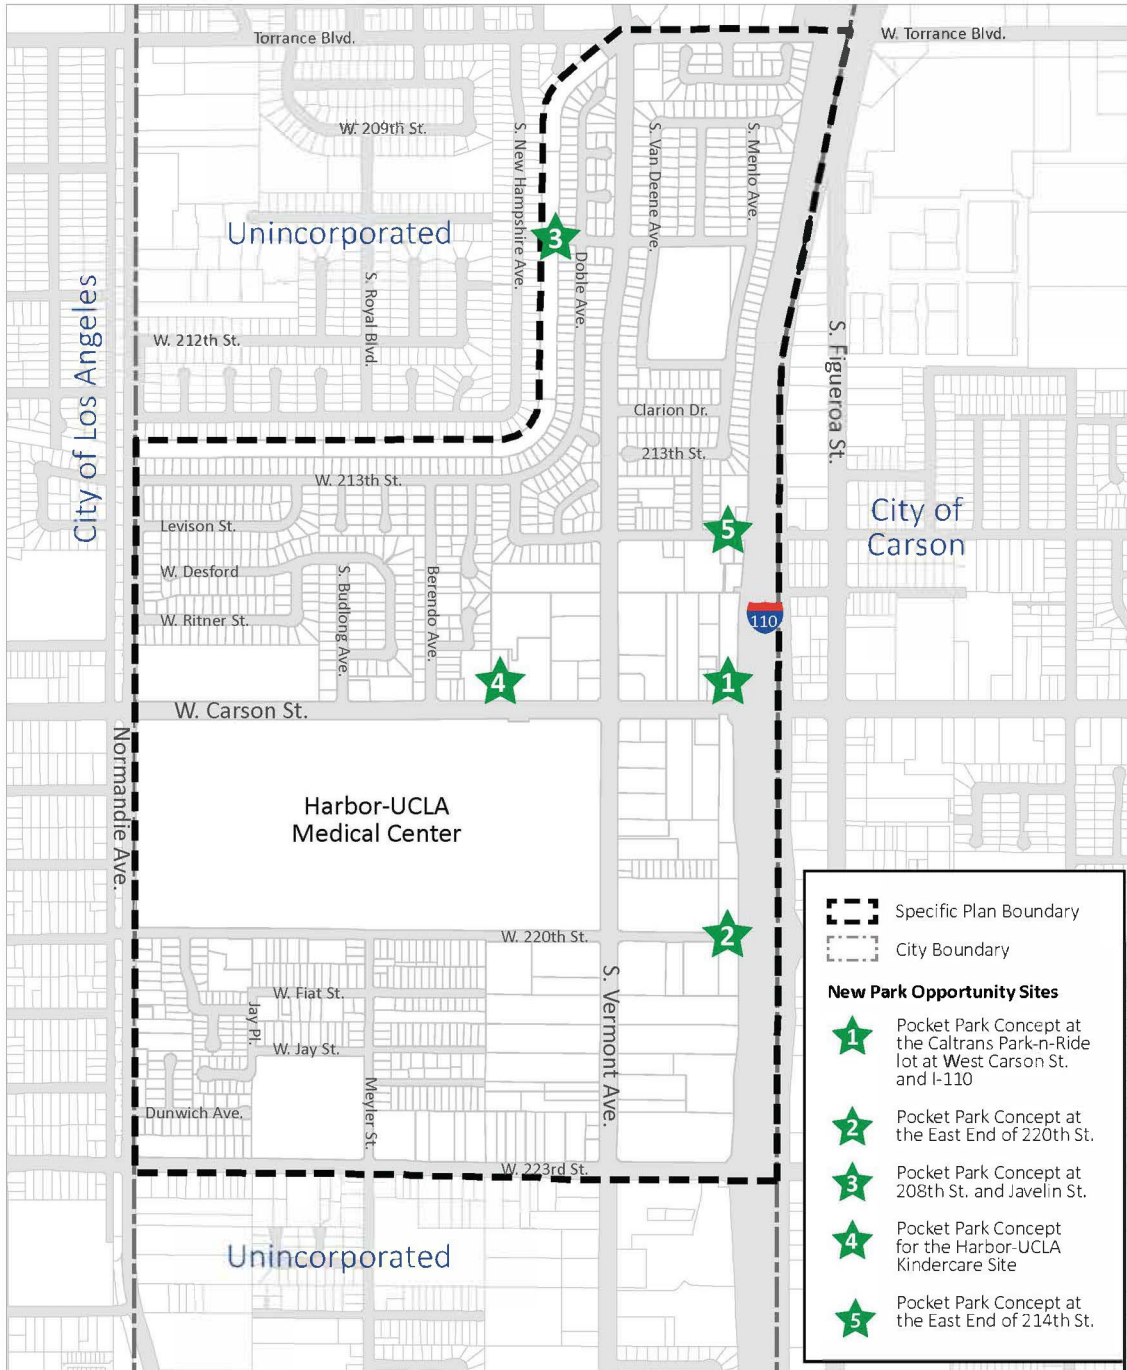 Torrance Blvd.
W. Torrance Blvd.
W. 209th St.
S. New Hampshire Ave.
S. Van Deene Ave.
S. Menlo Ave.
Unincorporated
3
Doble Ave.
S. Royal Blvd.
W. 212th St.
City of Los Angeles
S. Figueroa St.
Clarion Dr.
213th St.
W. 213th St.
Levison St.
5
City of
Carson
W. Desford
S. Budlong Ave.
Berendo Ave.
W. Ritner St.
110
4
1
W. Carson St.
Normandie Ave.
Harbor-UCLA
Medical Center
W. 220th St.
2
S. Vermont Ave.
W. Fiat St.
Jay Pl.
W. Jay St.
Meyler St.
Dunwich Ave.
W. 223rd St.
Unincorporated
Specific Plan Boundary
City Boundary
New Park Opportunity Sites
1
Pocket Park Concept at
the Caltrans Park-n-Ride
lot at West Carson St.
and I-110
2
Pocket Park Concept at
the East End of 220th St.
3
Pocket Park Concept at
208th St. and Javelin St.
4
Pocket Park Concept
for the Harbor-UCLA
Kindercare Site
5
Pocket Park Concept at
the East End of 214th St.